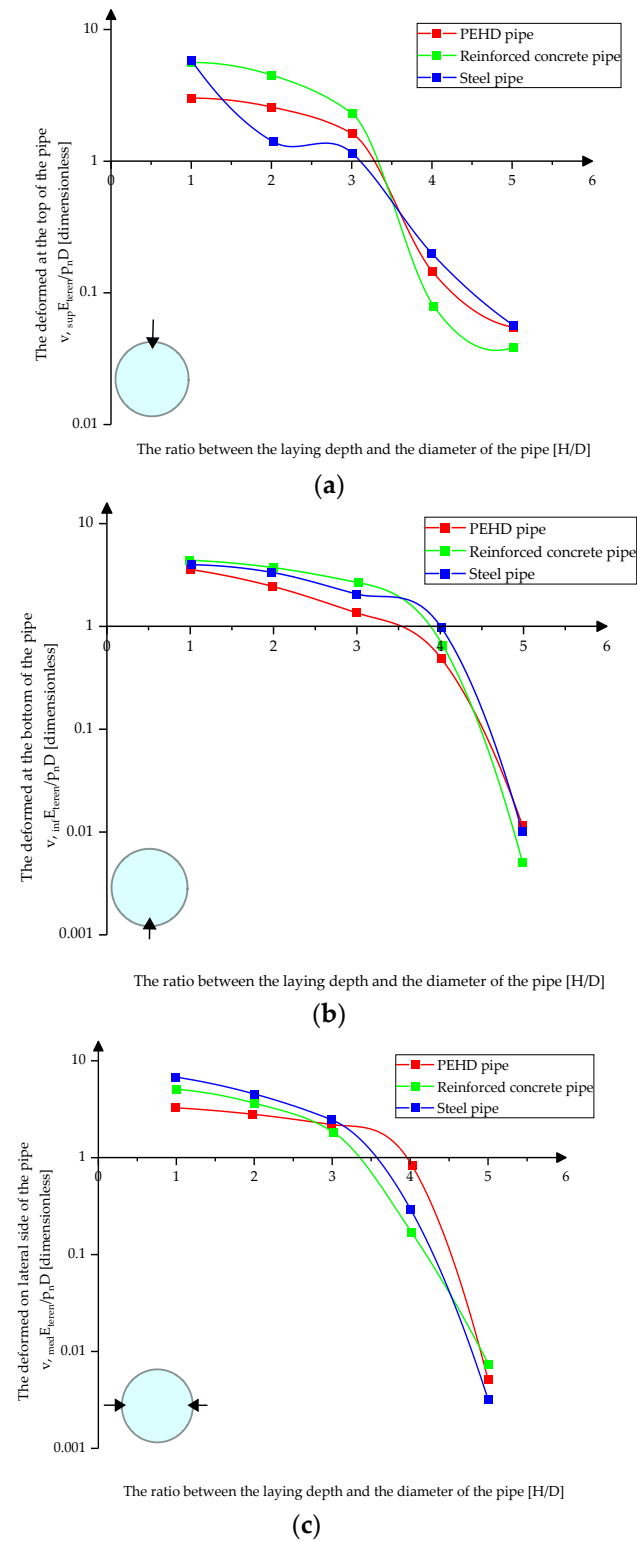 10
1
0.1
0.01
0
1
2
3
4
5
6
PEHD pipe
Reinforced concrete pipe
Steel pipe
The deformed at the top of the pipe
v, sup Eteren/pnD [dimensionless]
The ratio between the laying depth and the diameter of the pipe [H/D]
(a)
10
1
0.1
0.01
0.001
0
1
2
3
4
5
6
PEHD pipe
Reinforced concrete pipe
Steel pipe
The deformed at the bottom of the pipe
v, inf Eteren/pnD [dimensionless]
The ratio between the laying depth and the diameter of the pipe [H/D]
(b)
10
1
0.1
0.01
0.001
0
1
2
3
4
5
6
PEHD pipe
Reinforced concrete pipe
Steel pipe
The deformed on lateral side of the pipe
v, med Eteren/pnD [dimensionless]
The ratio between the laying depth and the diameter of the pipe [H/D]
(c)